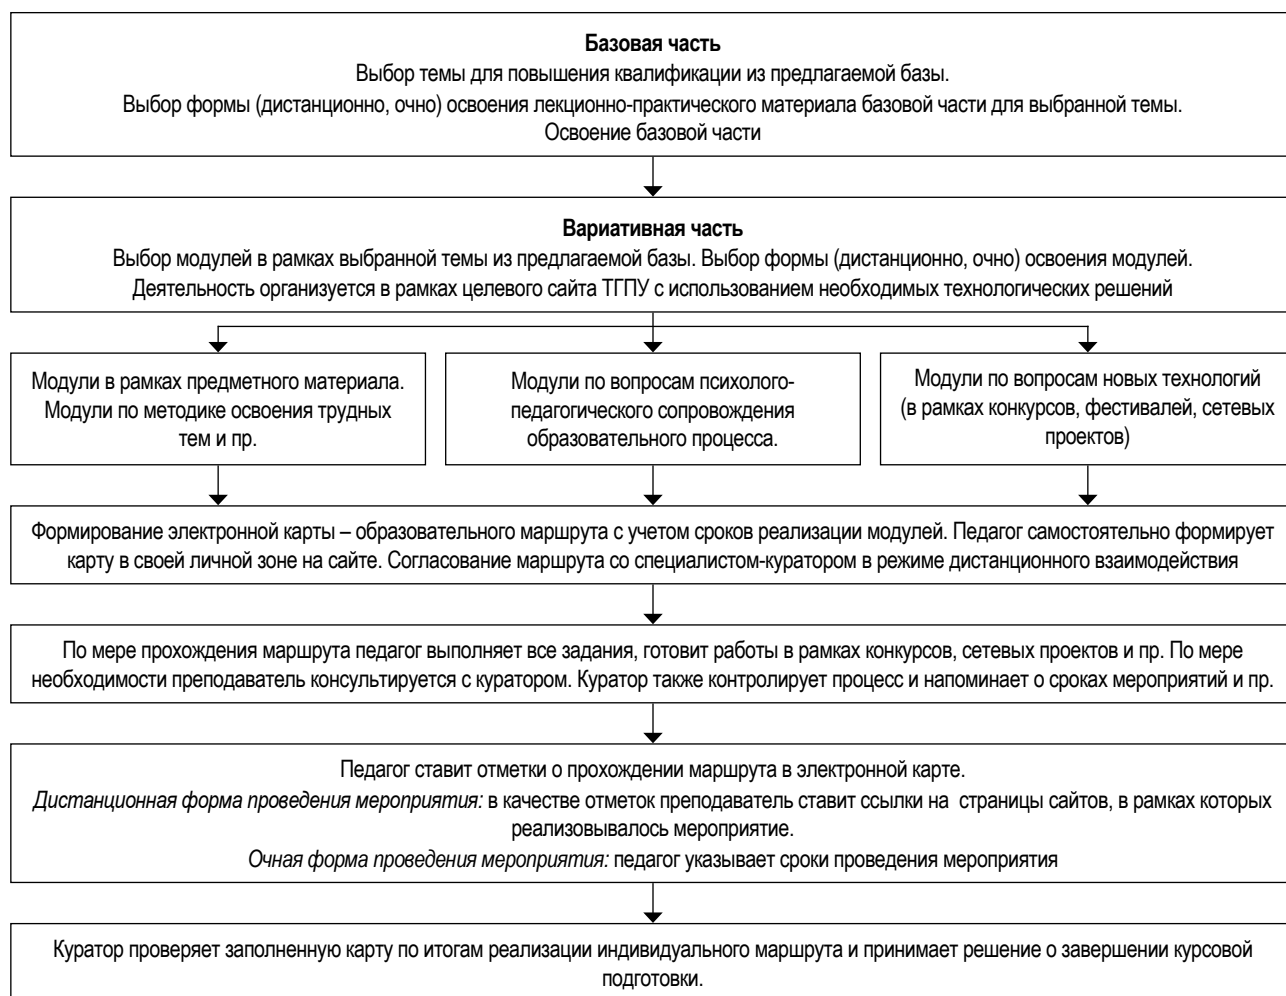 Базовая часть
Выбор темы для повышения квалификации из предлагаемой базы.
Выбор формы (дистанционно, очно) освоения лекционно-практического материала базовой части для выбранной темы.
Освоение базовой части
Вариативная часть
Выбор модулей в рамках выбранной темы из предлагаемой базы. Выбор формы (дистанционно, очно) освоения модулей.
Деятельность организуется в рамках целевого сайта ТГПУ с использованием необходимых технологических решений
Модули в рамках предметного материала.
Модули по методике освоения трудных
тем и пр.
Модули по вопросам психолого-
педагогического сопровождения
образовательного процесса.
Модули по вопросам новых технологий
(в рамках конкурсов, фестивалей, сетевых
проектов)
Формирование электронной карты – образовательного маршрута с учетом сроков реализации модулей. Педагог самостоятельно формирует
карту в своей личной зоне на сайте. Согласование маршрута со специалистом-куратором в режиме дистанционного взаимодействия
По мере прохождения маршрута педагог выполняет все задания, готовит работы в рамках конкурсов, сетевых проектов и пр. По мере
необходимости преподаватель консультируется с куратором. Куратор также контролирует процесс и напоминает о сроках мероприятий и пр.
Педагог ставит отметки о прохождении маршрута в электронной карте.
Дистанционная форма проведения мероприятия: в качестве отметок преподаватель ставит ссылки на страницы сайтов, в рамках которых
реализовывалось мероприятие.
Очная форма проведения мероприятия: педагог указывает сроки проведения мероприятия
Куратор проверяет заполненную карту по итогам реализации индивидуального маршрута и принимает решение о завершении курсовой
подготовки.